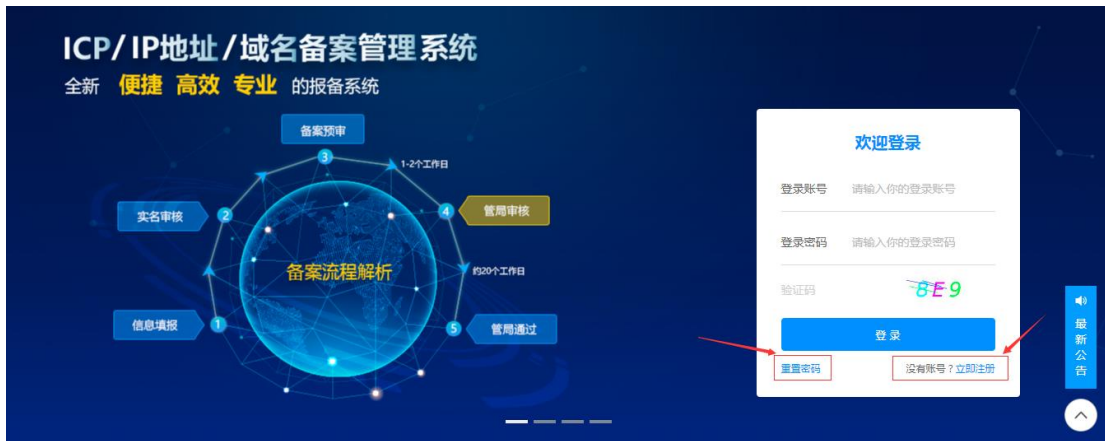 ICP/IP地址/域名备案管理系统
全新 便捷 高效 专业 的报备系统
备案预审
3
1-2个工作日
实名审核
2
4
管局审核
备案流程解析
约20个工作日
信息填报
1
5
管局通过
欢迎登录
登录账号 请输入你的登录账号
登录密码 请输入你的登录密码
验证码 8E9
登录
重置密码 没有账号？立即注册
最新公告